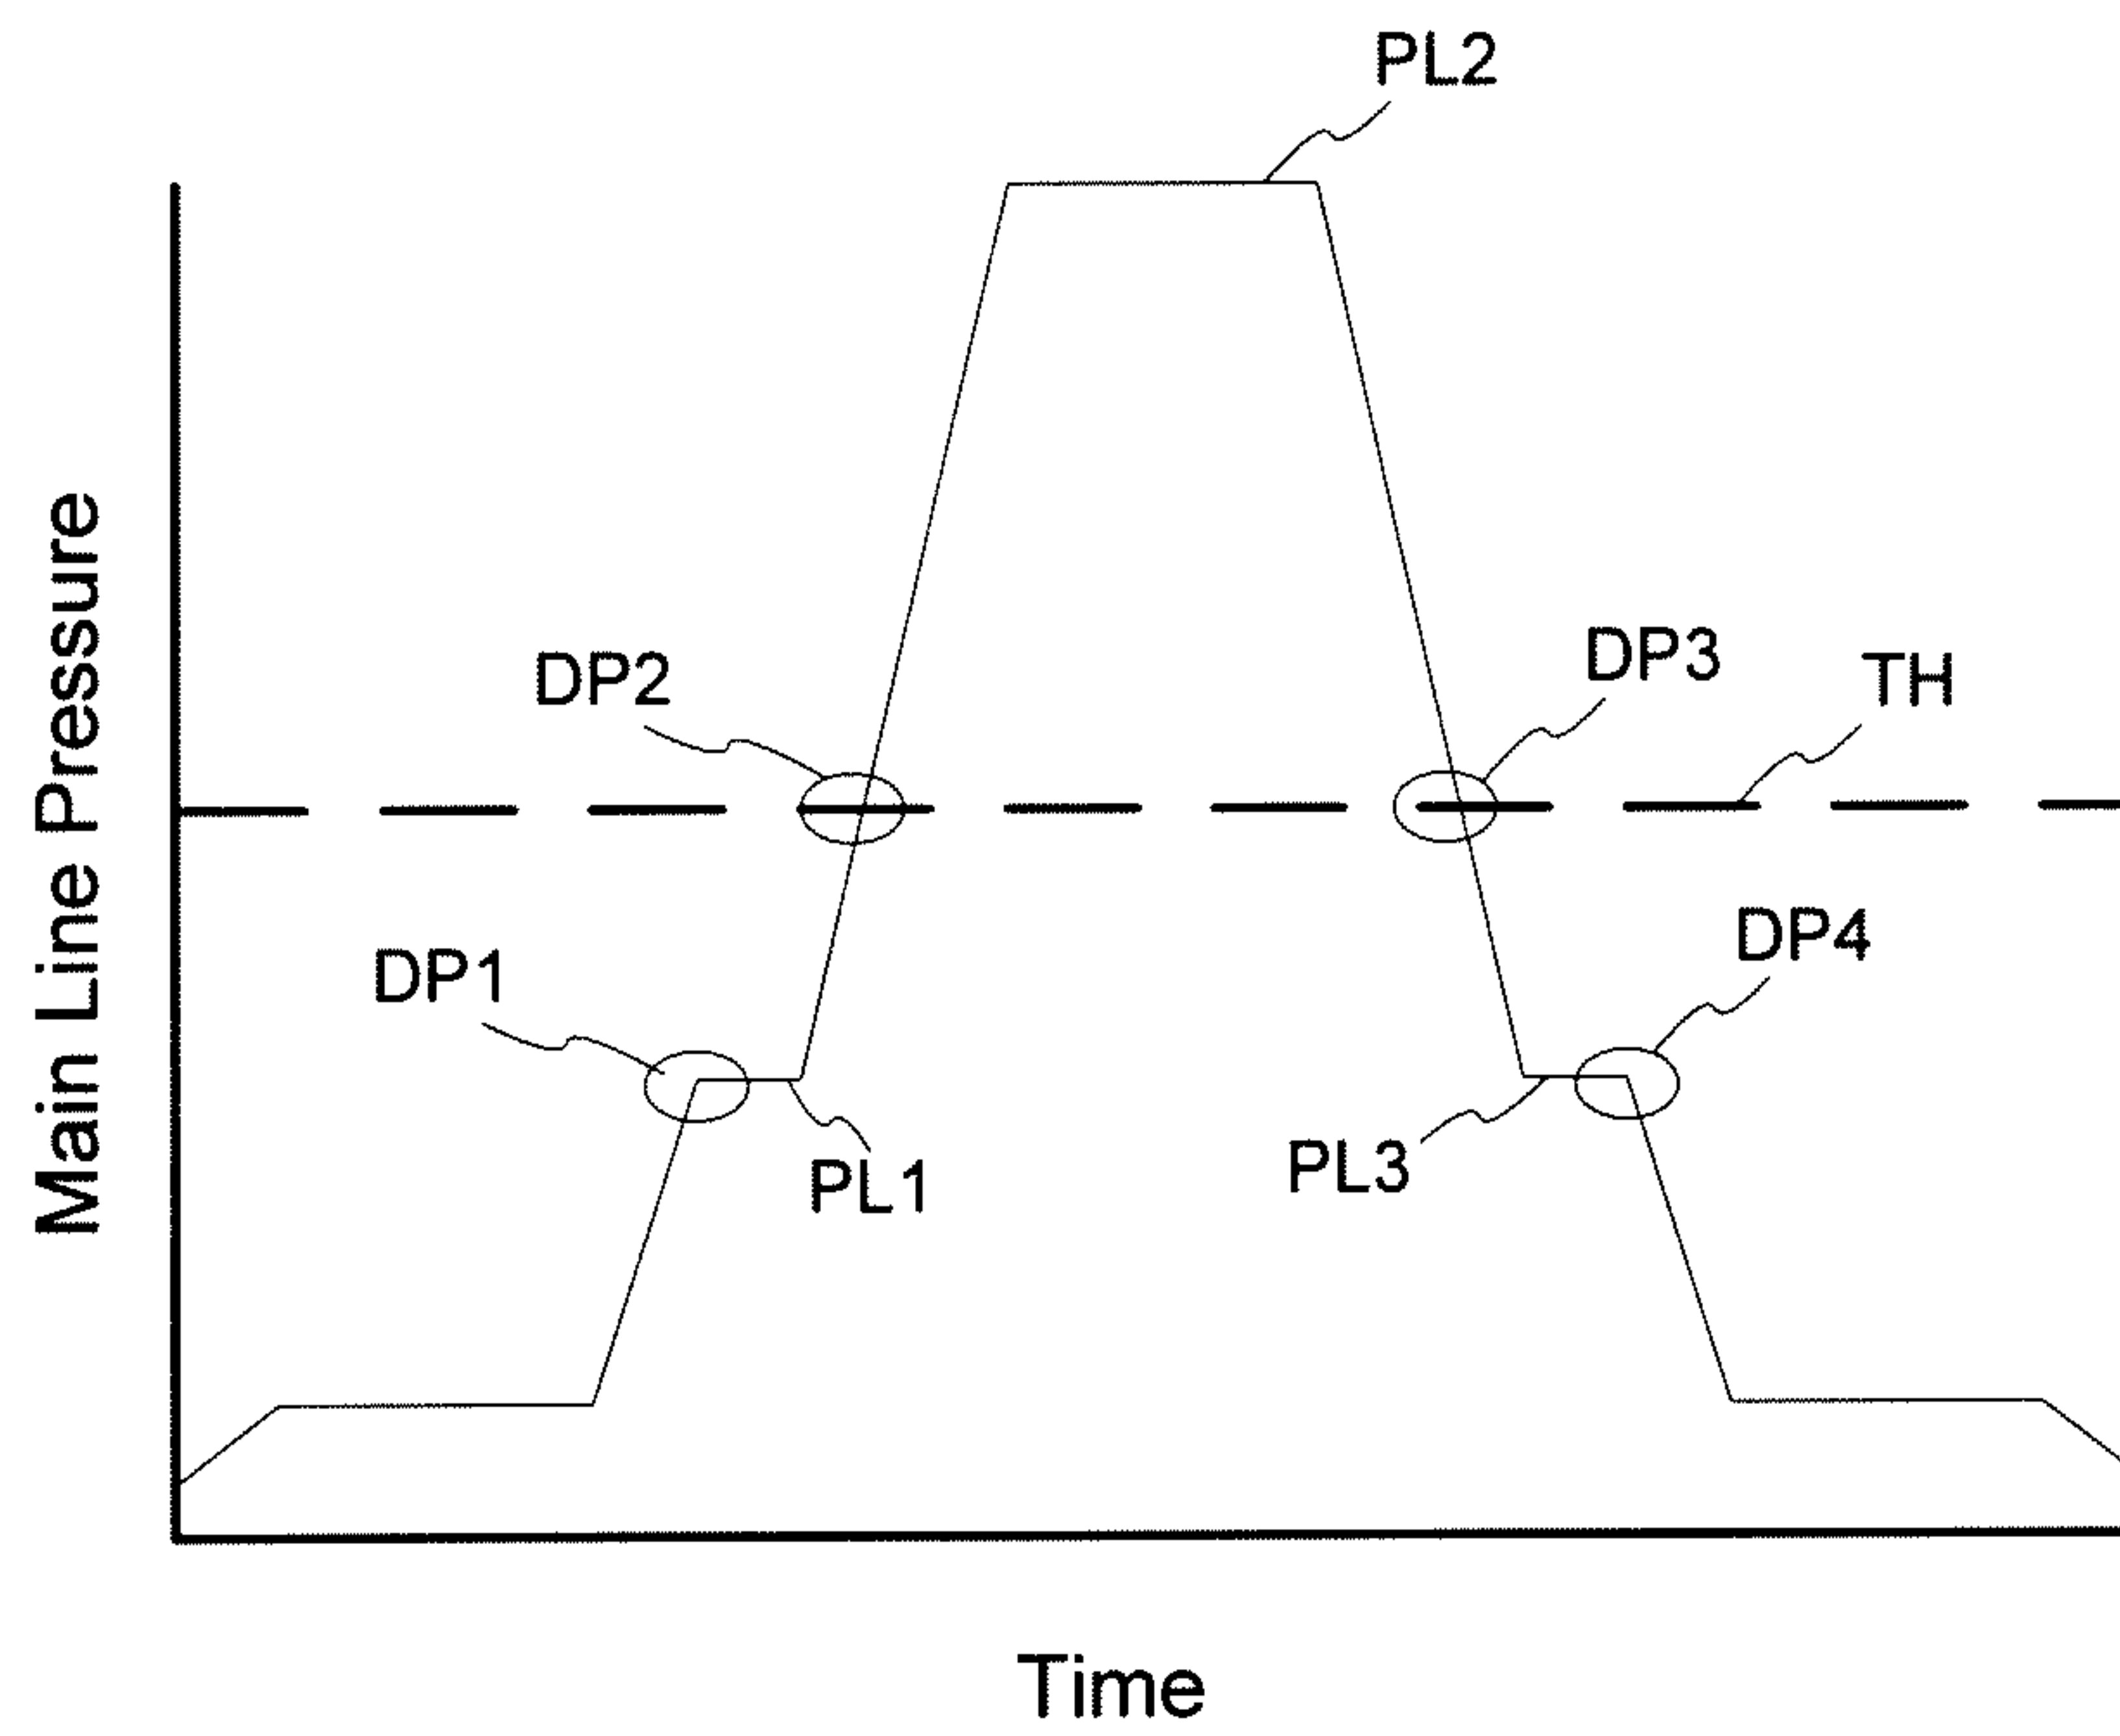 PL2
DP2
DP3
TH
DP1
DP4
PL1
PL3
Main Line Pressure
Time